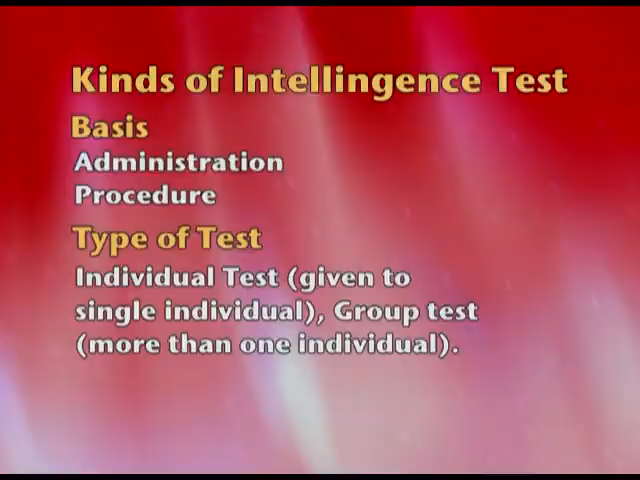 Kinds of Intellingence Test
Basis
Administration
Procedure
Type of Test
Individual Test (given to
single individual), Group test
(more than one individual).